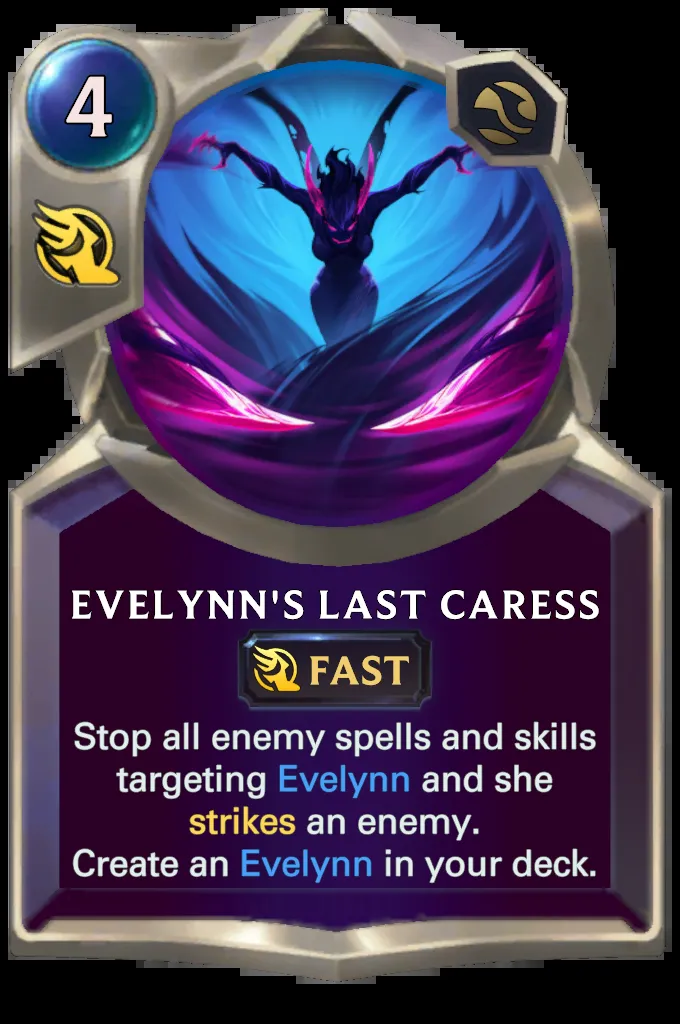 4
EVELYNN'S LAST CARESS
FAST
Stop all enemy spells and skills
targeting Evelynn and she
strikes an enemy.
Create an Evelynn in your deck.